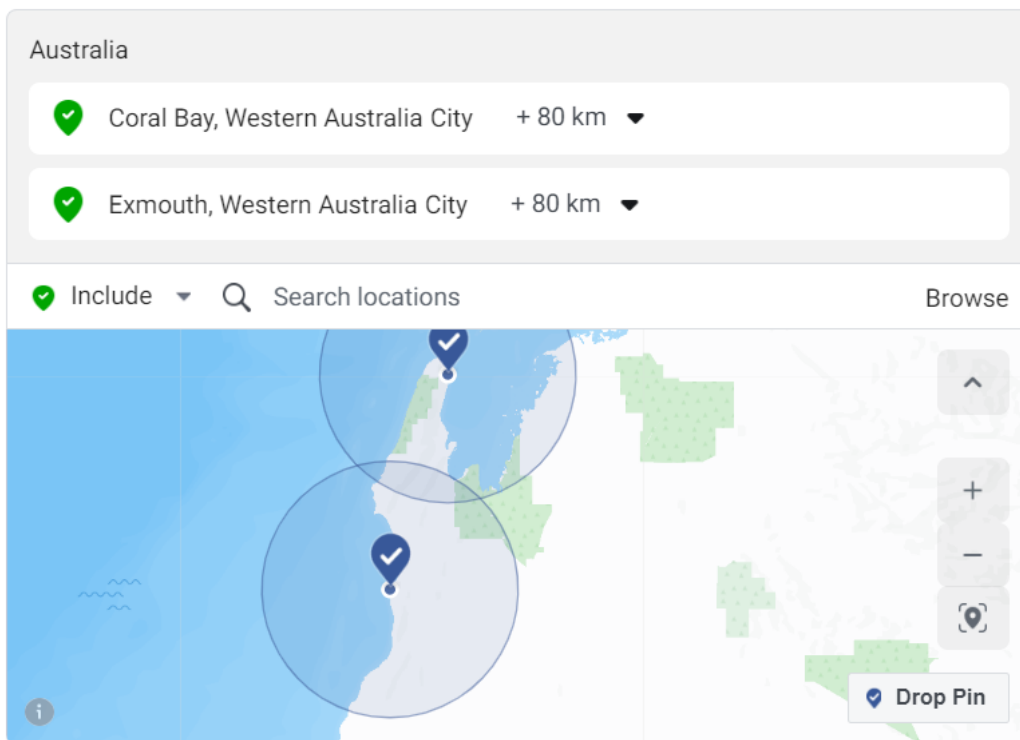 Australia
Coral Bay, Western Australia City + 80 km
Exmouth, Western Australia City + 80 km
Include Search locations Browse
Drop Pin